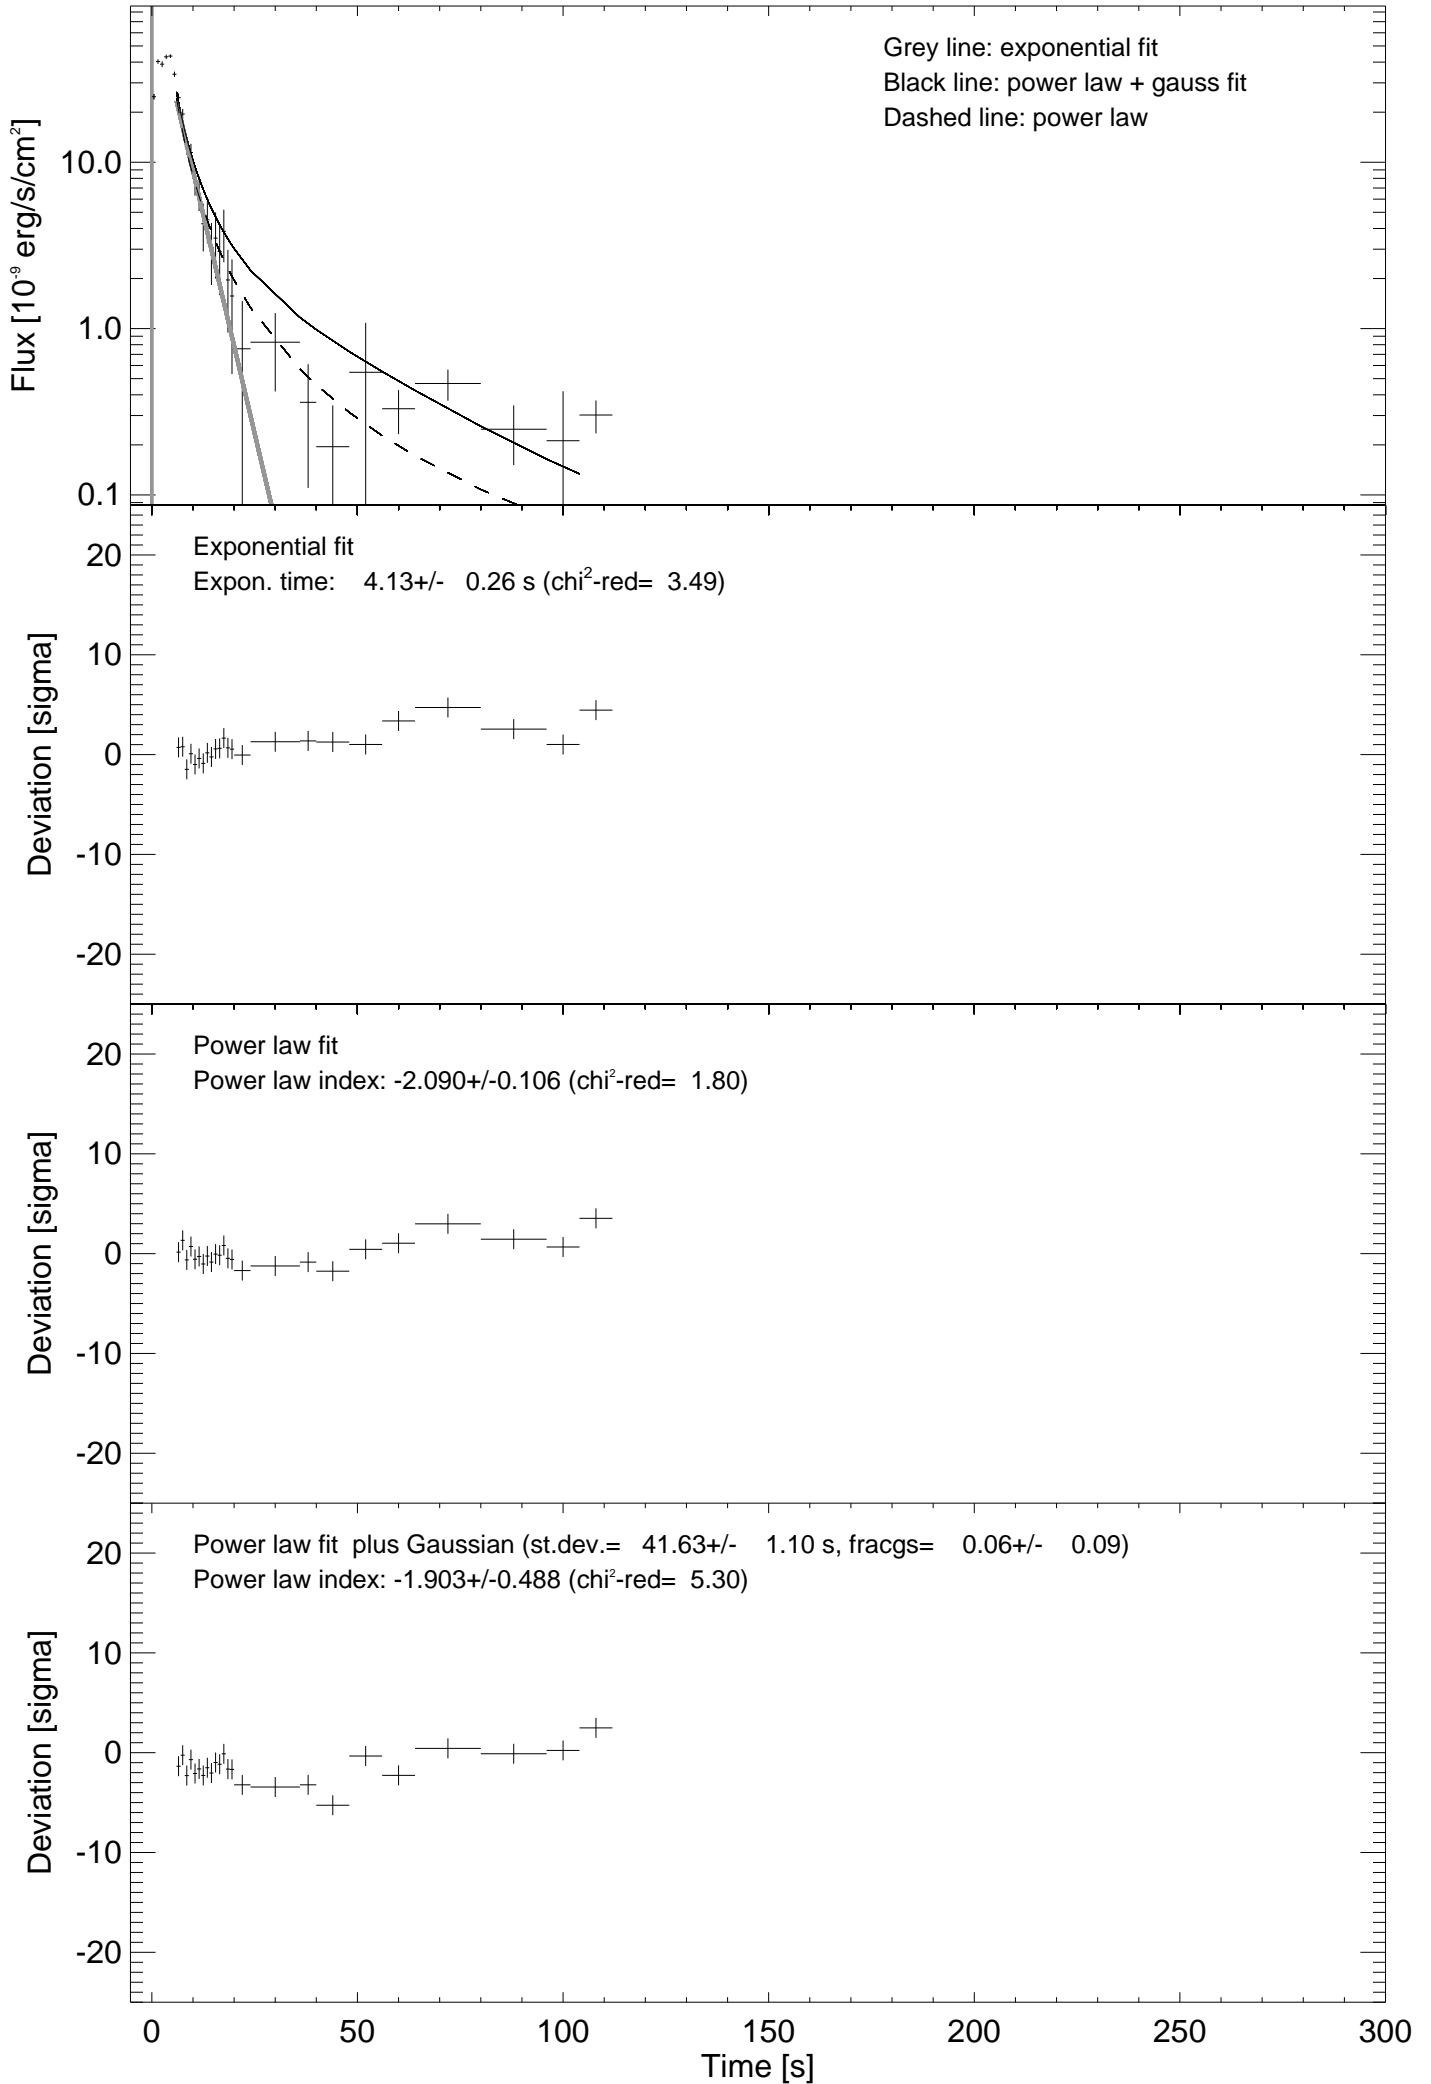 Grey line: exponential fit
Black line: power law + gauss fit
Dashed line: power law
10.0
1.0
0.1
Flux [10⁻⁹ erg/s/cm²]
Exponential fit
Expon. time: 4.13+/- 0.26 s (chi²-red= 3.49)
20
10
0
-10
-20
Deviation [sigma]
Power law fit
Power law index: -2.090+/-0.106 (chi²-red= 1.80)
20
10
0
-10
-20
Deviation [sigma]
Power law fit plus Gaussian (st.dev.= 41.63+/- 1.10 s, fracgs= 0.06+/- 0.09)
Power law index: -1.903+/-0.488 (chi²-red= 5.30)
20
10
0
-10
-20
Deviation [sigma]
0 50 100 150 200 250 300
Time [s]